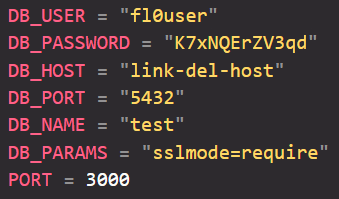 DB_USER = "fl0user"
DB_PASSWORD = "K7xNQErZV3qd"
DB_HOST = "link-del-host"
DB_PORT = "5432"
DB_NAME = "test"
DB_PARAMS = "sslmode=require"
PORT = 3000